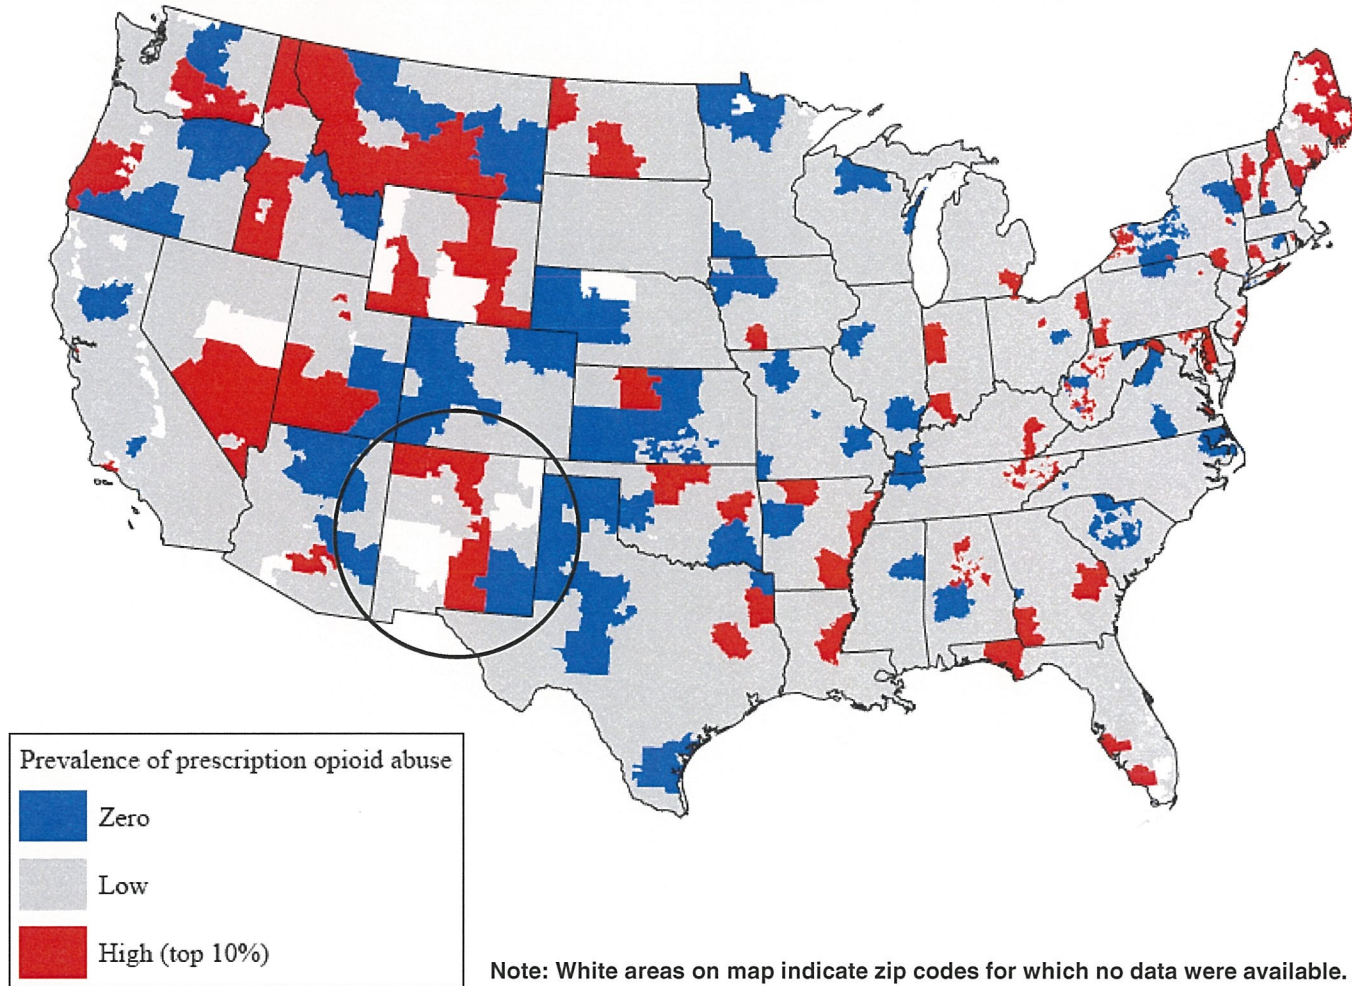 Prevalence of prescription opioid abuse
Zero
Low
High (top 10%)
Note: White areas on map indicate zip codes for which no data were available.